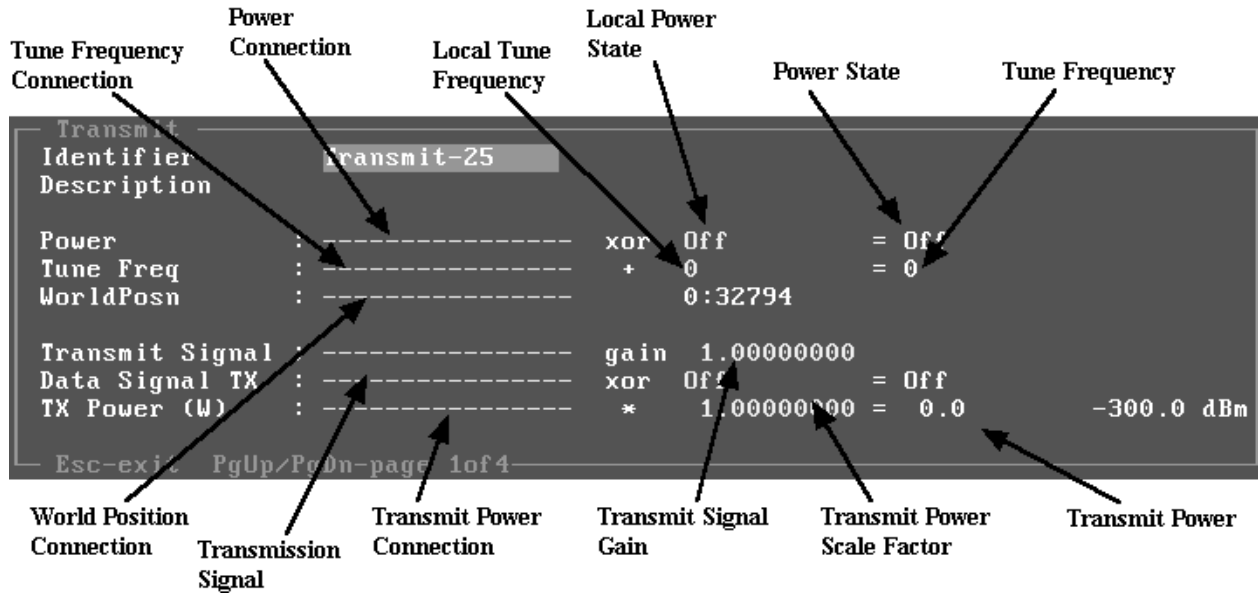 Power
Connection
Local Power
State
Tune Frequency
Connection
Local Tune
Frequency
Power State
Tune Frequency
Transmit
Identifier Transmit-25
Description
Power : ---------------- xor Off = Off
Tune Freq : ---------------- + 0 = 0
WorldPosn : ---------------- 0:32794
Transmit Signal : ---------------- gain 1.00000000
Data Signal TX : ---------------- xor Off = Off
TX Power (W) : ---------------- * 1.00000000 = 0.0 -300.0 dBm
Esc-exit PgUp/PgDn-page 1of4
World Position
Connection
Transmission
Signal
Transmit Power
Connection
Transmit Signal
Gain
Transmit Power
Scale Factor
Transmit Power